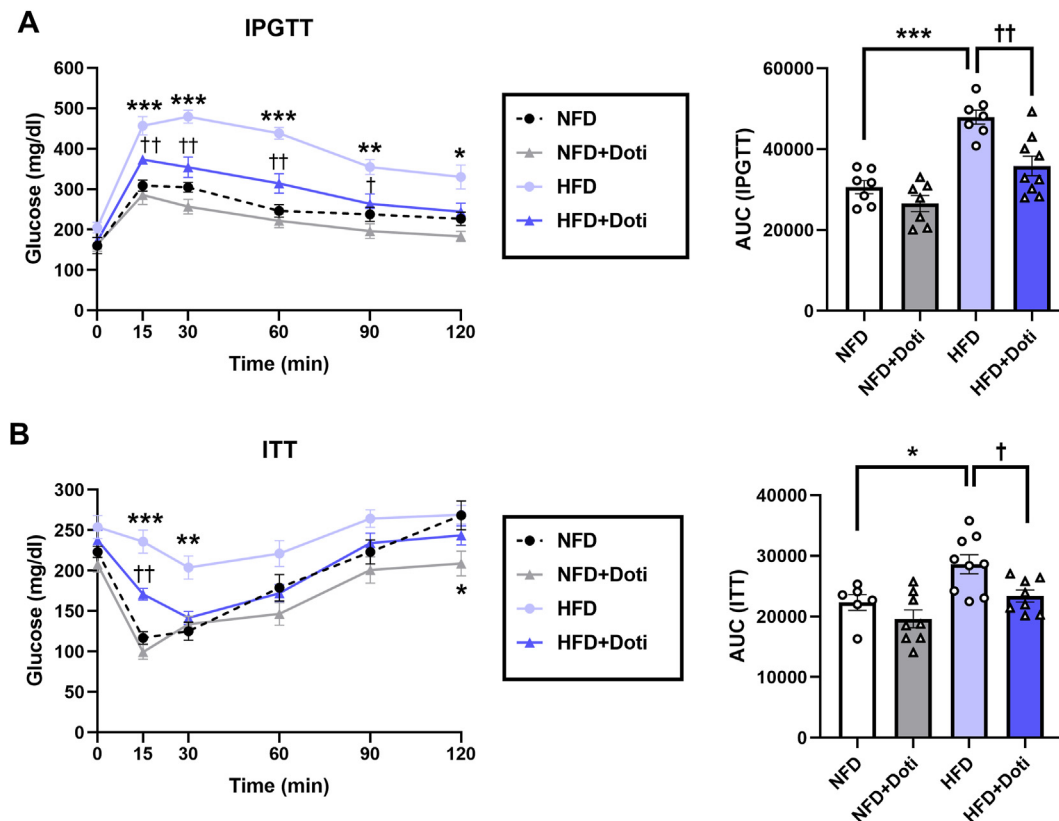 A
IPGTT
Glucose (mg/dl)
600
500
400
300
200
100
0
*** *** *** ** *
†† †† †† †
0 15 30 60 90 120
Time (min)
NFD
NFD+Doti
HFD
HFD+Doti
*** ††
AUC (IPGTT)
60000
40000
20000
0
NFD NFD+Doti HFD HFD+Doti
B
ITT
Glucose (mg/dl)
300
250
200
150
100
50
0
*** **
††
*
0 15 30 60 90 120
Time (min)
NFD
NFD+Doti
HFD
HFD+Doti
* †
AUC (ITT)
40000
30000
20000
10000
0
NFD NFD+Doti HFD HFD+Doti